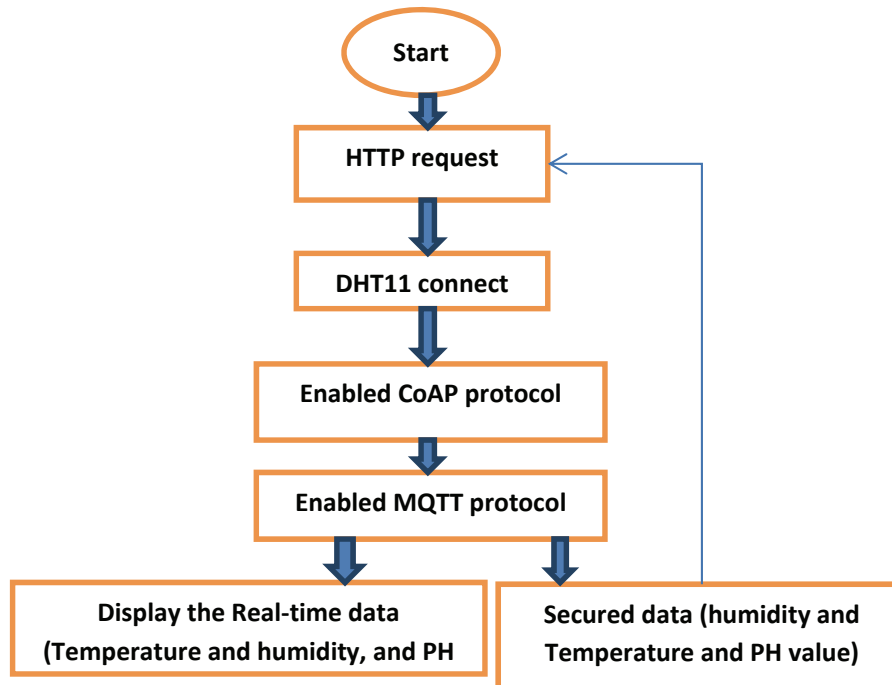 Start
HTTP request
DHT11 connect
Enabled CoAP protocol
Enabled MQTT protocol
Display the Real-time data
(Temperature and humidity, and PH
Secured data (humidity and
Temperature and PH value)